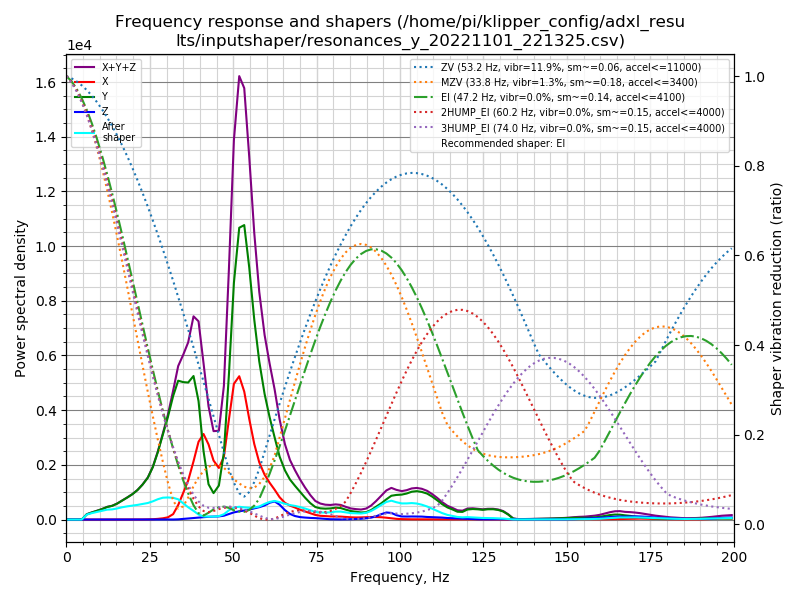 Frequency response and shapers (/home/pi/klipper_config/adxl_resu
lts/inputshaper/resonances_y_20221101_221325.csv)
1e4
X+Y+Z
X
Y
Z
After
shaper
ZV (53.2 Hz, vibr=11.9%, sm~=0.06, accel<=11000)
MZV (33.8 Hz, vibr=1.3%, sm~=0.18, accel<=3400)
EI (47.2 Hz, vibr=0.0%, sm~=0.14, accel<=4100)
2HUMP_EI (60.2 Hz, vibr=0.0%, sm~=0.15, accel<=4000)
3HUMP_EI (74.0 Hz, vibr=0.0%, sm~=0.15, accel<=4000)
Recommended shaper: EI
Power spectral density
1.6
1.4
1.2
1.0
0.8
0.6
0.4
0.2
0.0
1.0
0.8
0.6
0.4
0.2
0.0
Shaper vibration reduction (ratio)
0 25 50 75 100 125 150 175 200
Frequency, Hz